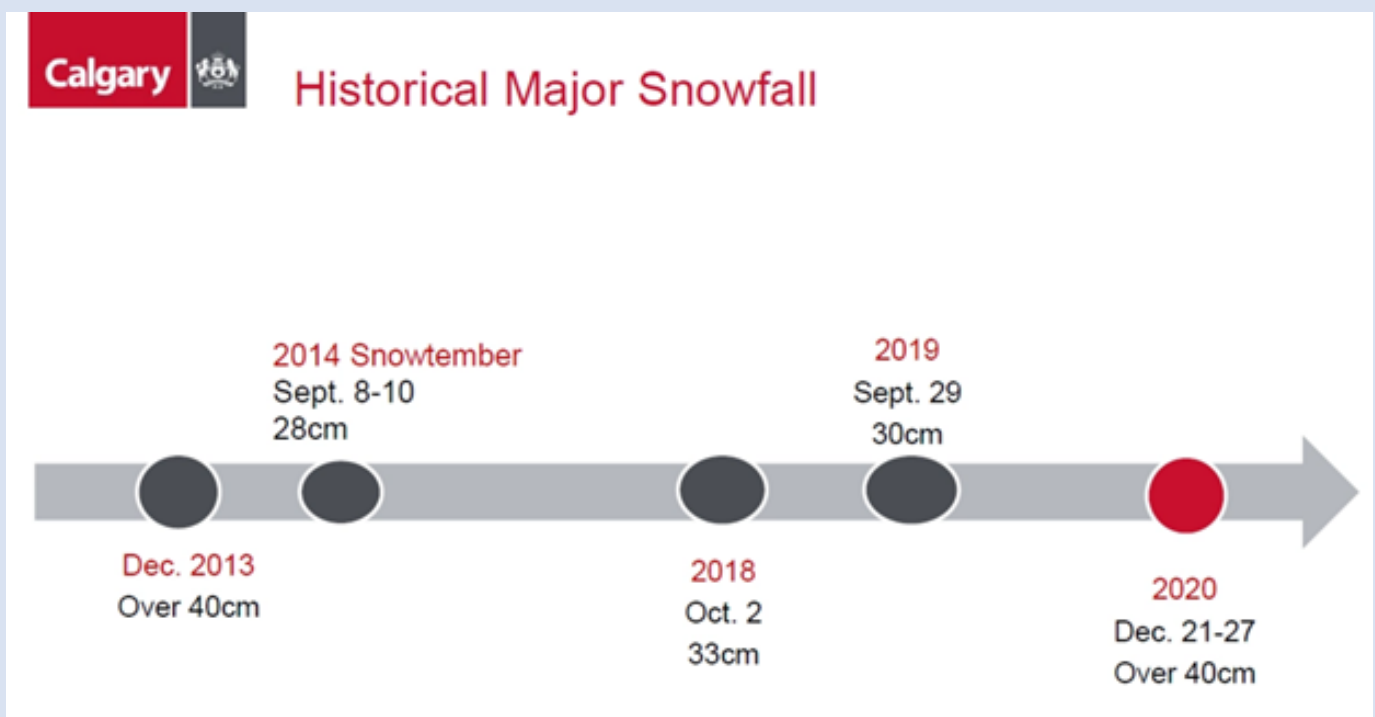 Calgary
Historical Major Snowfall
2014 Snowtember
Sept. 8-10
28cm
2019
Sept. 29
30cm
Dec. 2013
Over 40cm
2018
Oct. 2
33cm
2020
Dec. 21-27
Over 40cm